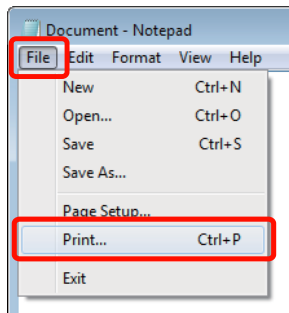 Document - Notepad
File Edit Format View Help
New Ctrl+N
Open... Ctrl+O
Save Ctrl+S
Save As...
Page Setup...
Print... Ctrl+P
Exit